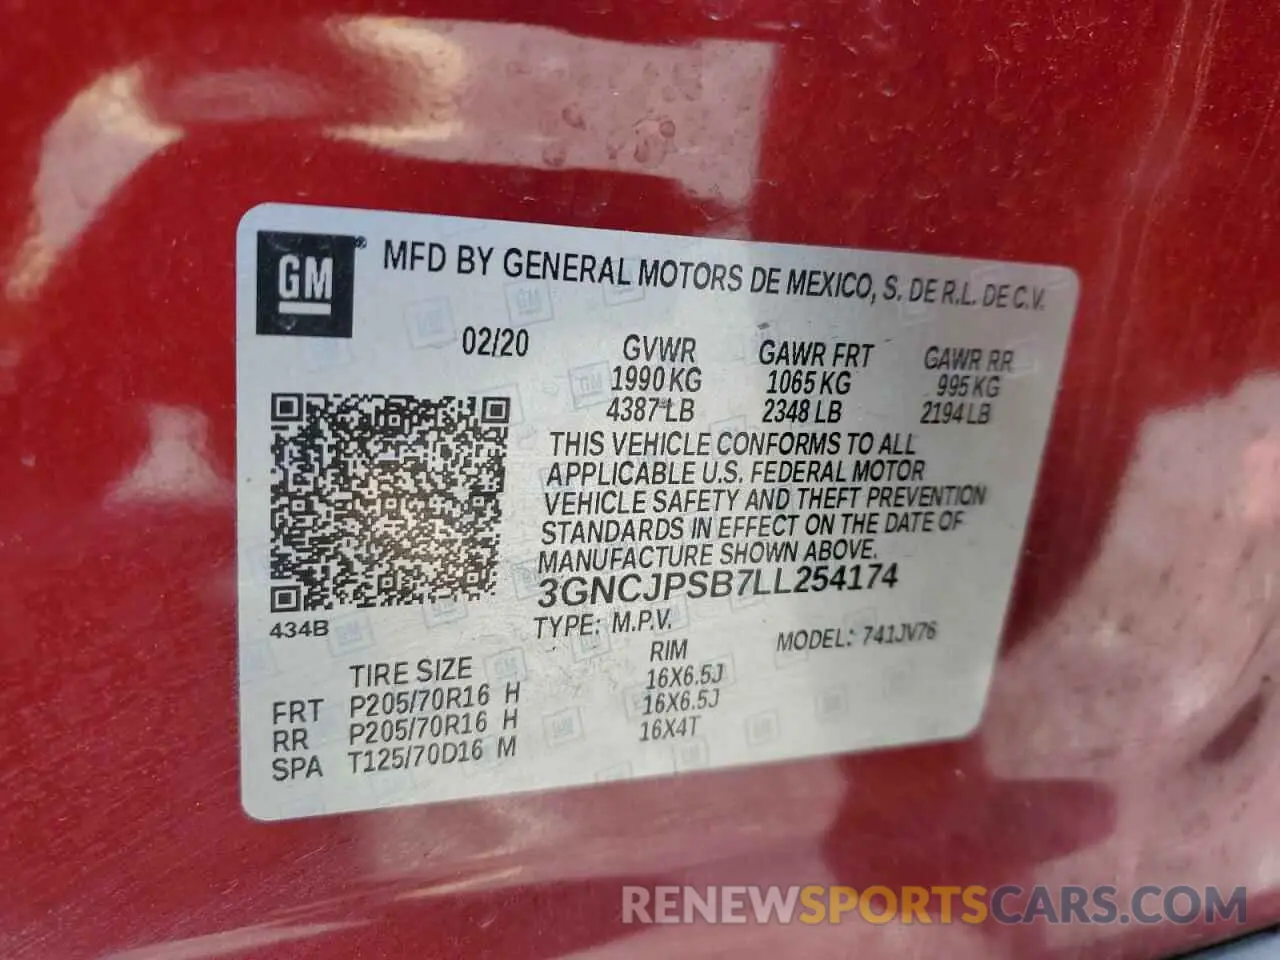 GM® MFD BY GENERAL MOTORS DE MEXICO, S. DE R.L. DE C.V.
02/20 GVWR GAWR FRT GAWR RR
1990 KG 1065 KG 995 KG
4387 LB 2348 LB 2194 LB
THIS VEHICLE CONFORMS TO ALL
APPLICABLE U.S. FEDERAL MOTOR
VEHICLE SAFETY AND THEFT PREVENTION
STANDARDS IN EFFECT ON THE DATE OF
MANUFACTURE SHOWN ABOVE.
3GNCJPSB7LL254174
434B
TYPE: M.P.V. MODEL: 741JV76
TIRE SIZE RIM
FRT P205/70R16 H 16X6.5J
RR P205/70R16 H 16X6.5J
SPA T125/70D16 M 16X4T
RENEWSPORTSCARS.COM